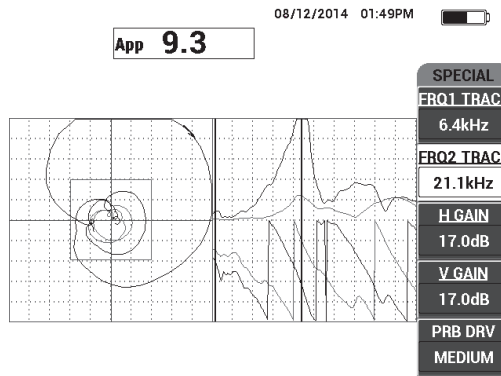 08/12/2014 01:49PM
App 9.3
SPECIAL
FRQ1 TRAC
6.4kHz
FRQ2 TRAC
21.1kHz
H GAIN
17.0dB
V GAIN
17.0dB
PRB DRV
MEDIUM